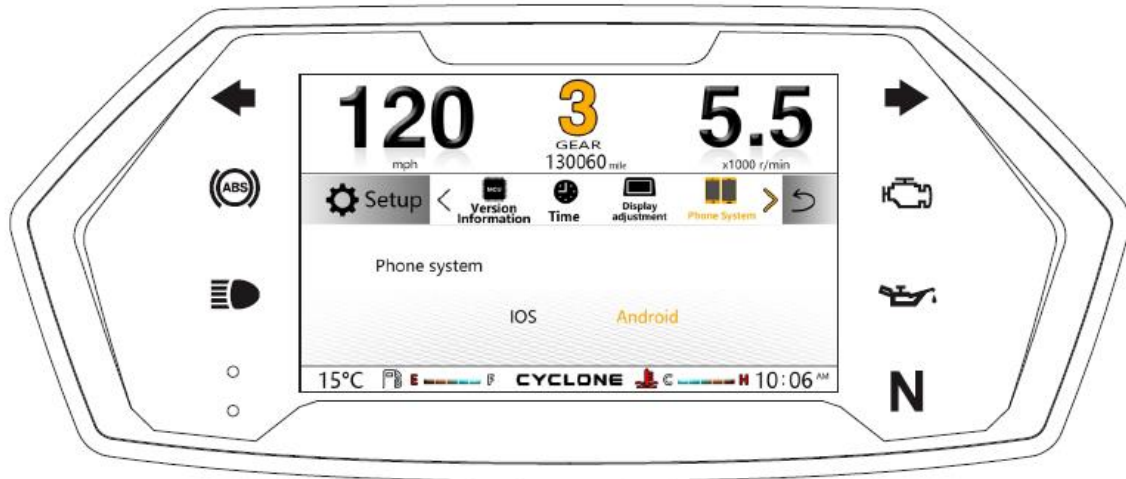 120
mph
3
GEAR
130060 mile
5.5
x1000 r/min
ABS
Setup
<
MCU
Version
Information
Time
Display
adjustment
Phone System
>
Phone system
IOS
Android
15°C
E
F
CYCLONE
C
H
10:06 AM
N